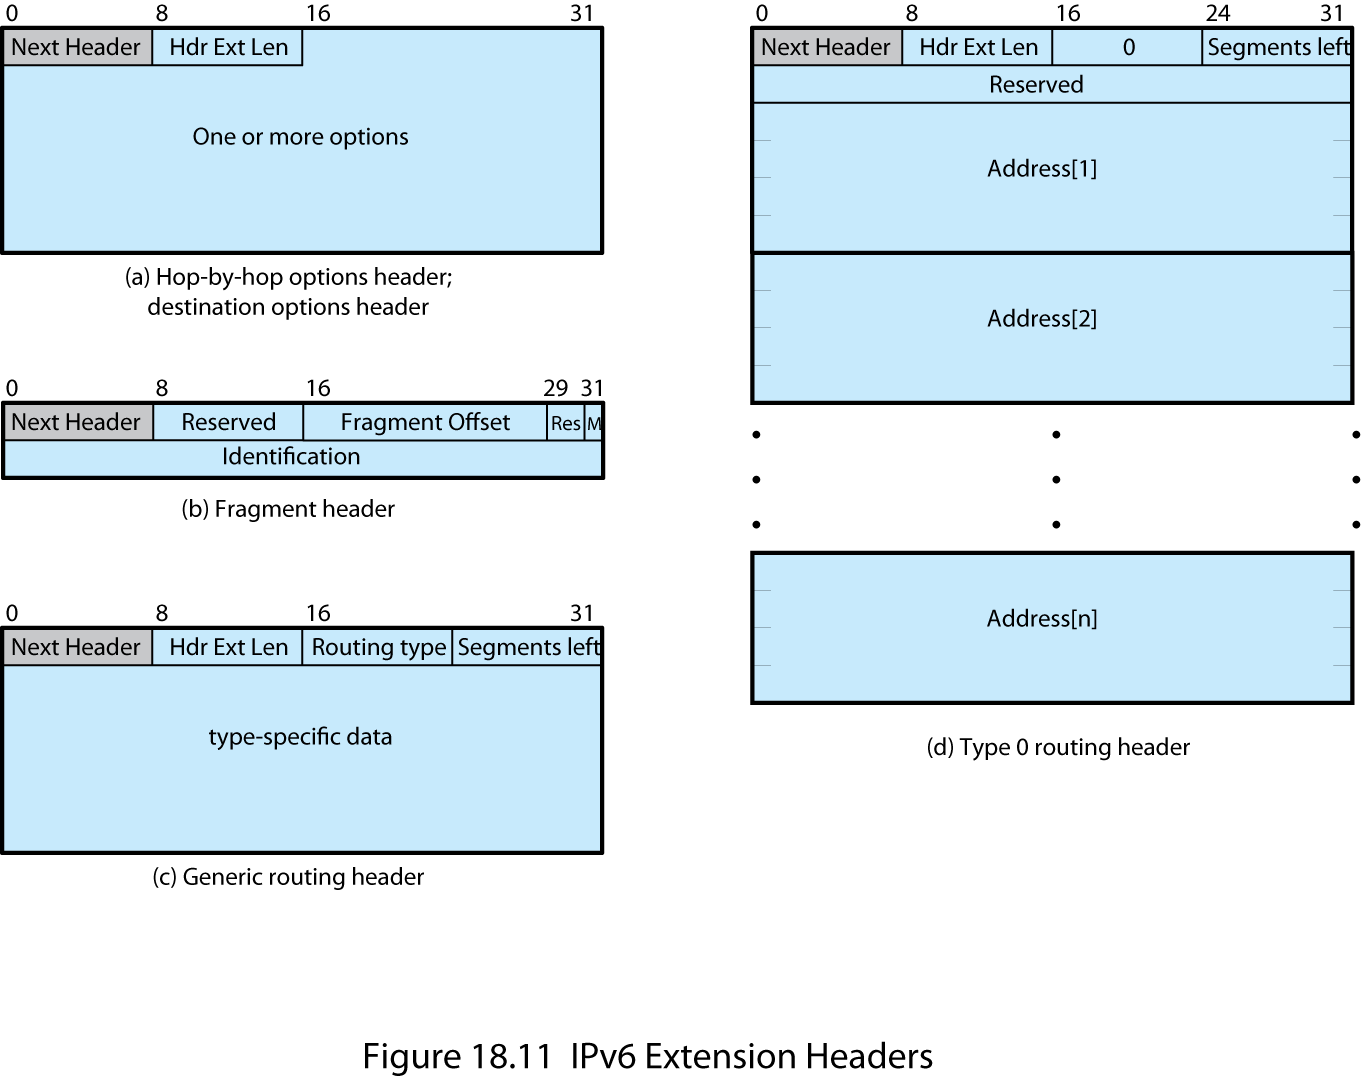 0 8 16 31
Next Header Hdr Ext Len
One or more options
(a) Hop-by-hop options header;
destination options header
0 8 16 29 31
Next Header Reserved Fragment Offset Res M
Identification
(b) Fragment header
0 8 16 31
Next Header Hdr Ext Len Routing type Segments left
type-specific data
(c) Generic routing header
0 8 16 24 31
Next Header Hdr Ext Len 0 Segments left
Reserved
Address[1]
Address[2]
Address[n]
(d) Type 0 routing header
Figure 18.11 IPv6 Extension Headers